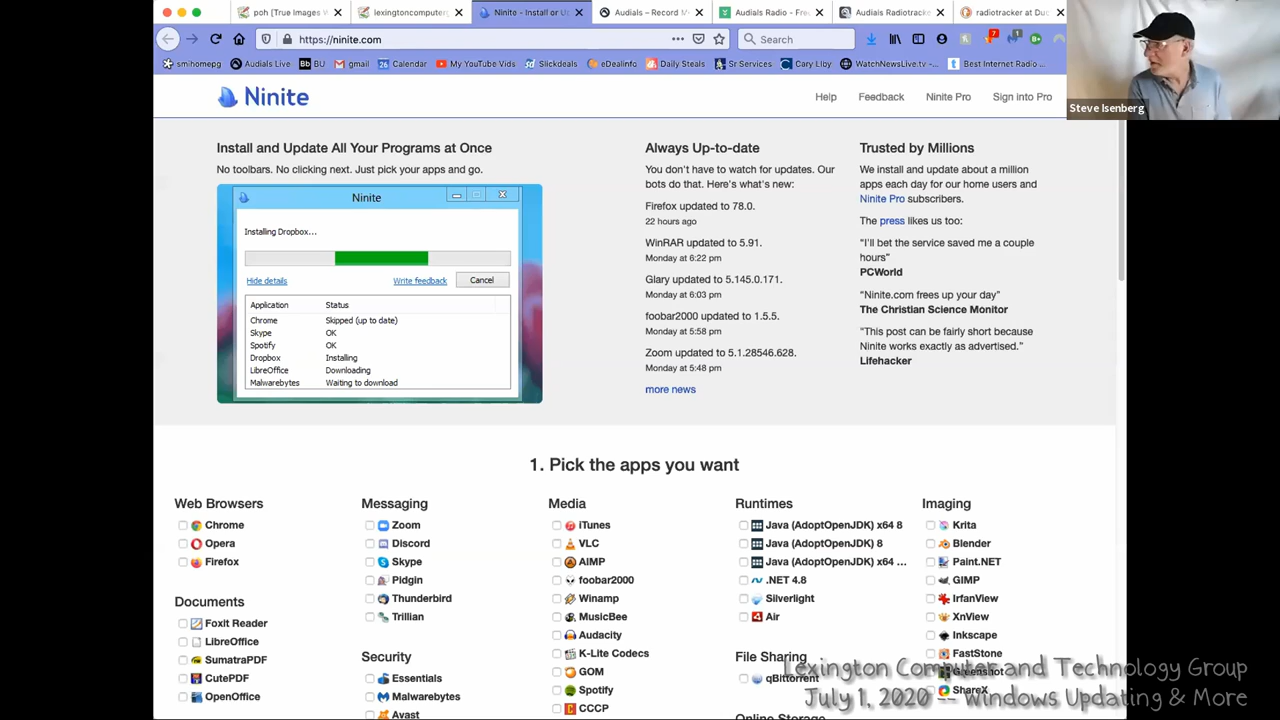 poh [True Images
lexingtoncomputer
Ninite - Install or Up
Audials – Record M
Audials Radio - Fre
Audials Radiotracke
radiotracker at Duc
https://ninite.com
Search
7
1
smihomepg
Audials Live
BU
gmail
Calendar
My YouTube Vids
Slickdeals
eDealinfo
Daily Steals
Sr Services
Cary LIby
WatchNewsLive.tv -
Best Internet Radio...
Steve Isenberg
Ninite
Help
Feedback
Ninite Pro
Sign into Pro
Install and Update All Your Programs at Once
No toolbars. No clicking next. Just pick your apps and go.
Ninite
Installing Dropbox...
Hide details
Write feedback
Cancel
Application Status
Chrome Skipped (up to date)
Skype OK
Spotify OK
Dropbox Installing
LibreOffice Downloading
Malwarebytes Waiting to download
Always Up-to-date
You don't have to watch for updates. Our
bots do that. Here's what's new:
Firefox updated to 78.0.
22 hours ago
WinRAR updated to 5.91.
Monday at 6:22 pm
Glary updated to 5.145.0.171.
Monday at 6:03 pm
foobar2000 updated to 1.5.5.
Monday at 5:58 pm
Zoom updated to 5.1.28546.628.
Monday at 5:48 pm
more news
Trusted by Millions
We install and update about a million
apps each day for our home users and
Ninite Pro subscribers.
The press likes us too:
“I'll bet the service saved me a couple
hours”
PCWorld
“Ninite.com frees up your day”
The Christian Science Monitor
“This post can be fairly short because
Ninite works exactly as advertised.”
Lifehacker
1. Pick the apps you want
Web Browsers
Chrome
Opera
Firefox
Documents
Foxit Reader
LibreOffice
SumatraPDF
CutePDF
OpenOffice
Messaging
Zoom
Discord
Skype
Pidgin
Thunderbird
Trillian
Security
Essentials
Malwarebytes
Avast
Media
iTunes
VLC
AIMP
foobar2000
Winamp
MusicBee
Audacity
K-Lite Codecs
GOM
Spotify
CCCP
Runtimes
Java (AdoptOpenJDK) x64 8
Java (AdoptOpenJDK) 8
Java (AdoptOpenJDK) x64 ...
.NET 4.8
Silverlight
Air
File Sharing
qBittorrent
Online Storage
Imaging
Krita
Blender
Paint.NET
GIMP
IrfanView
XnView
Inkscape
FastStone
Greenshot
ShareX
Lexington Computer and Technology Group
July 1, 2020 -- Windows Updating & More